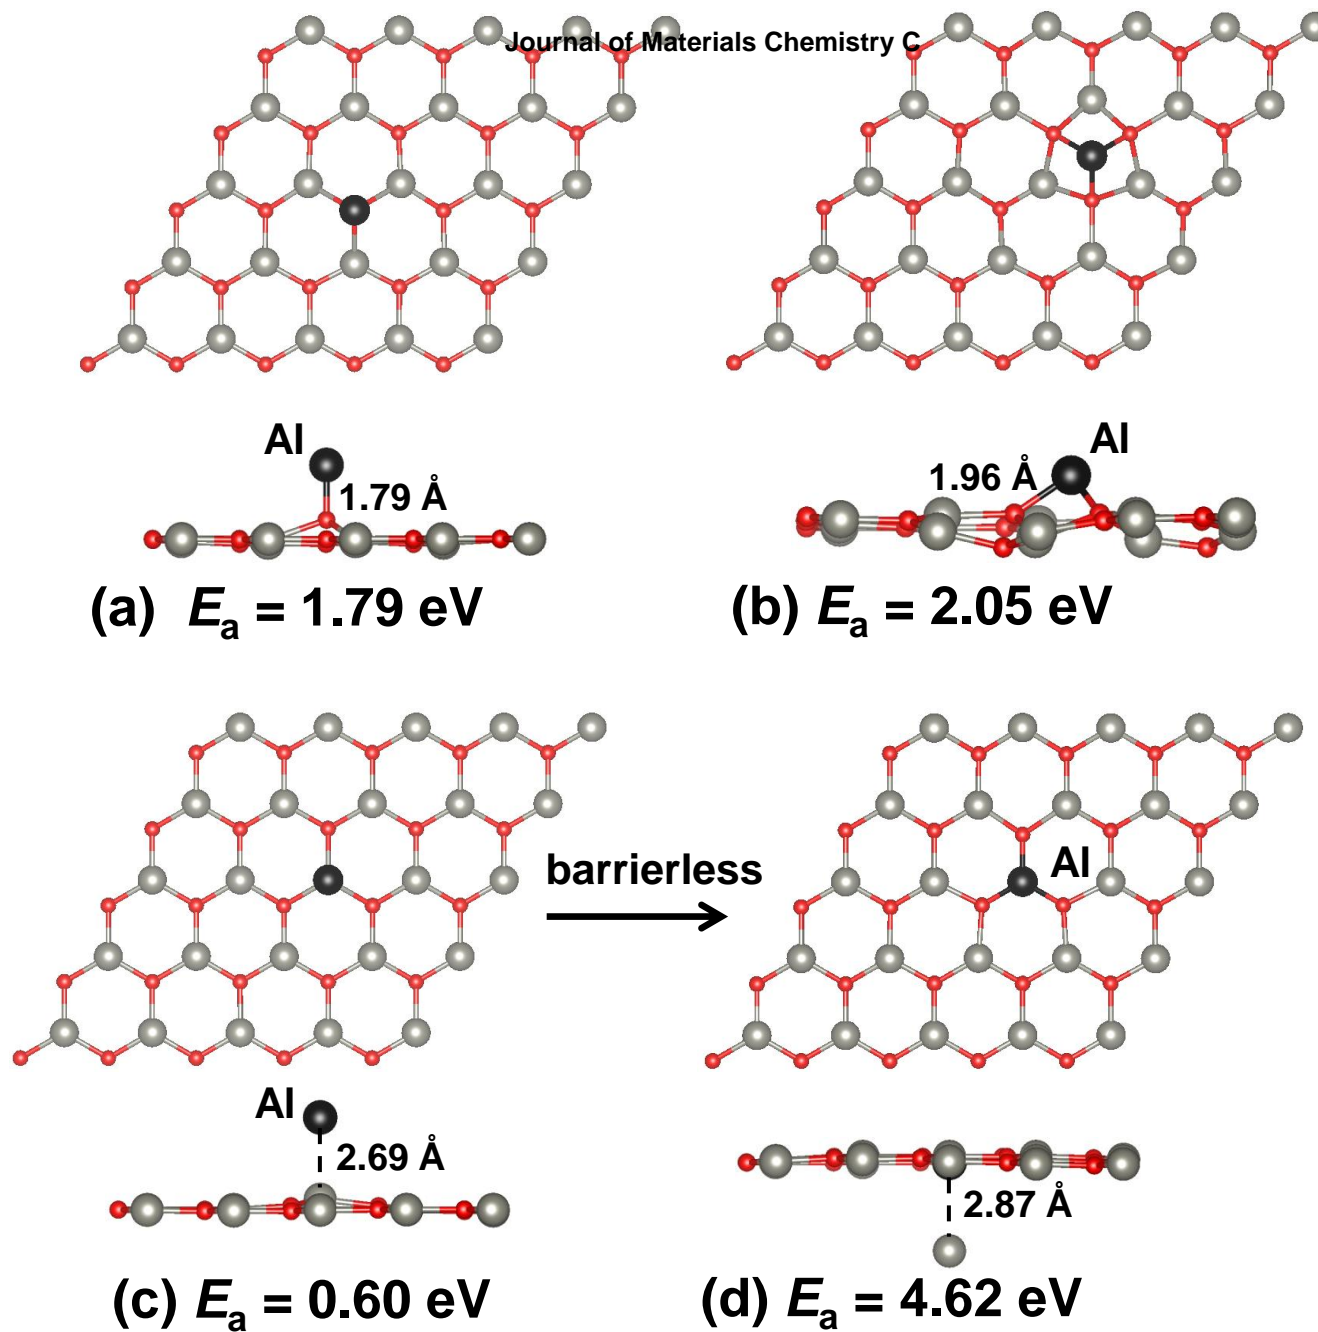 Journal of Materials Chemistry C
Al
1.79 Å
Al
1.96 Å
(a) Ea = 1.79 eV
(b) Ea = 2.05 eV
barrierless
Al
Al
2.69 Å
2.87 Å
(c) Ea = 0.60 eV
(d) Ea = 4.62 eV